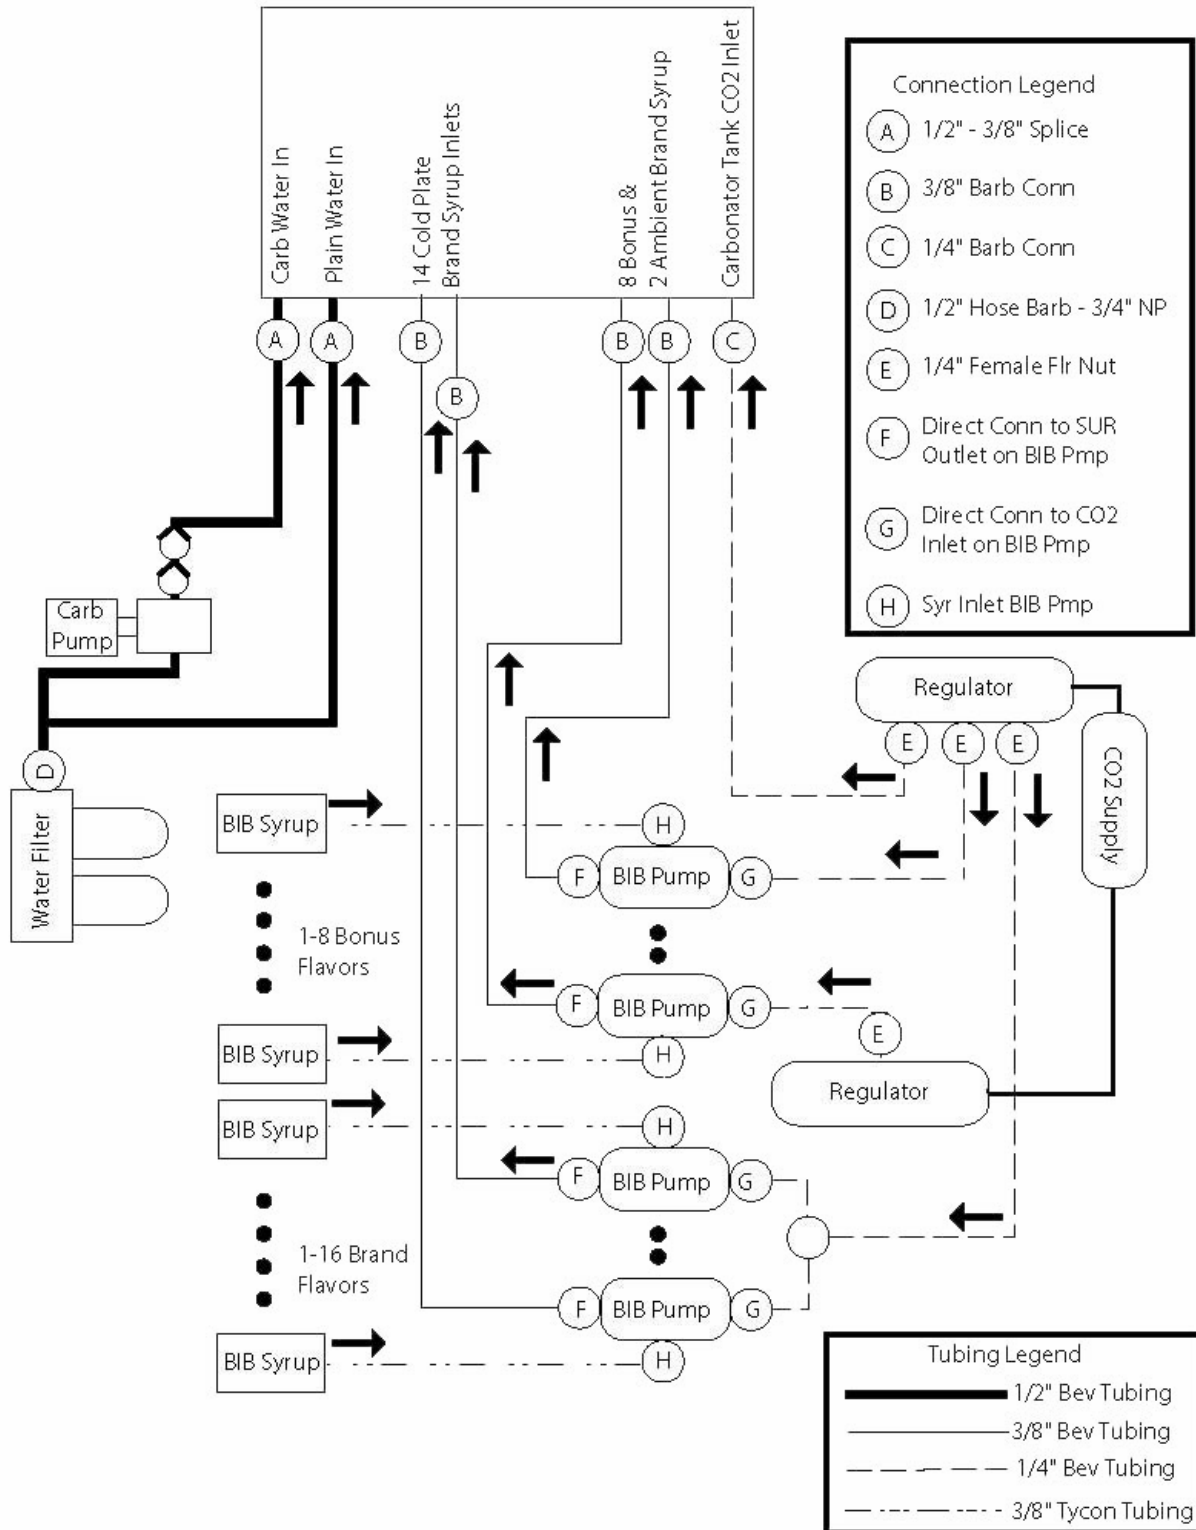 Carb Water In
Plain Water In
14 Cold Plate
Brand Syrup Inlets
8 Bonus &
2 Ambient Brand Syrup
Carbonator Tank CO2 Inlet
A
A
B
B
B
B
C
Connection Legend
A 1/2" - 3/8" Splice
B 3/8" Barb Conn
C 1/4" Barb Conn
D 1/2" Hose Barb - 3/4" NP
E 1/4" Female Flr Nut
F Direct Conn to SUR
Outlet on BIB Pmp
G Direct Conn to CO2
Inlet on BIB Pmp
H Syr Inlet BIB Pmp
Carb
Pump
D
Water Filter
Regulator
E
E
E
CO2 Supply
BIB Syrup
H
F
BIB Pump
G
1-8 Bonus
Flavors
F
BIB Pump
G
E
BIB Syrup
H
Regulator
BIB Syrup
H
F
BIB Pump
G
1-16 Brand
Flavors
F
BIB Pump
G
BIB Syrup
H
Tubing Legend
1/2" Bev Tubing
3/8" Bev Tubing
1/4" Bev Tubing
3/8" Tycon Tubing